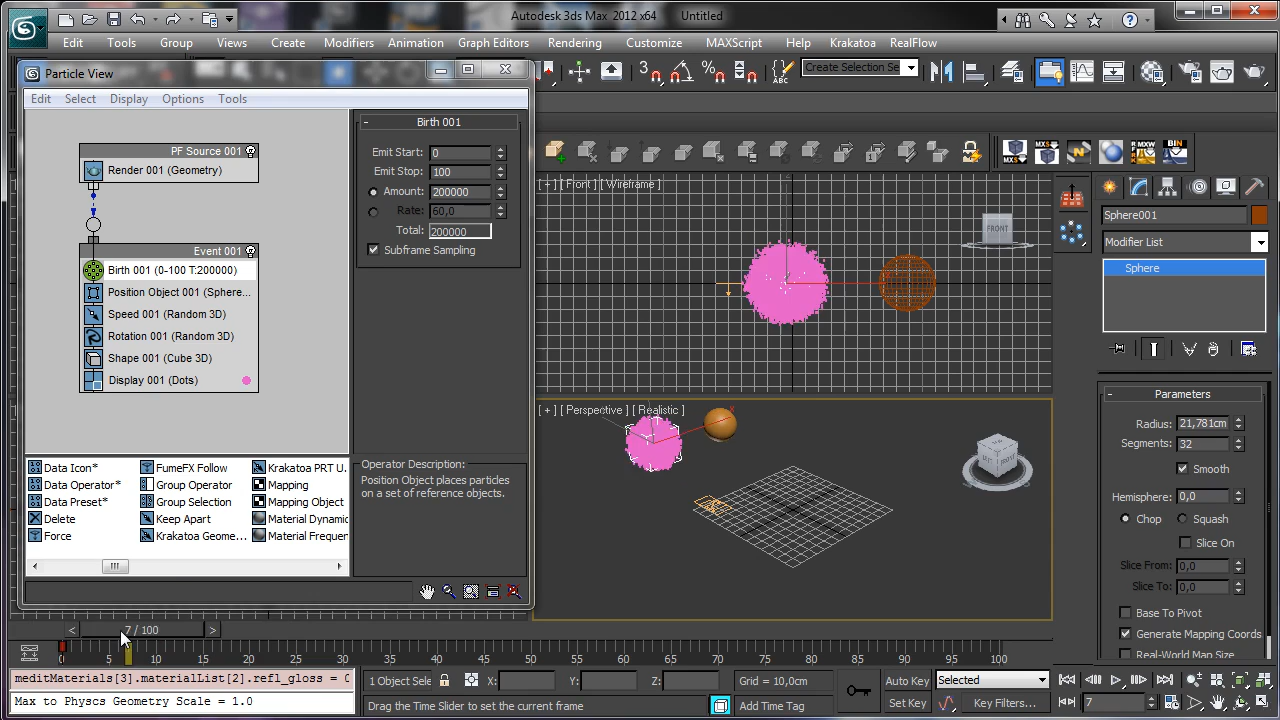 Autodesk 3ds Max 2012 x64 Untitled
Edit Tools Group Views Create Modifiers Animation Graph Editors Rendering Customize MAXScript Help Krakatoa RealFlow
Create Selection Se
Particle View
Edit Select Display Options Tools
PF Source 001
Render 001 (Geometry)
Event 001
Birth 001 (0-100 T:200000)
Position Object 001 (Sphere...
Speed 001 (Random 3D)
Rotation 001 (Random 3D)
Shape 001 (Cube 3D)
Display 001 (Dots)
Birth 001
Emit Start: 0
Emit Stop: 100
Amount: 200000
Rate: 60,0
Total: 200000
Subframe Sampling
Data Icon* FumeFX Follow Krakatoa PRT U.
Data Operator* Group Operator Mapping
Data Preset* Group Selection Mapping Object
Delete Keep Apart Material Dynamic
Force Krakatoa Geome... Material Frequen
Operator Description:
Position Object places particles
on a set of reference objects.
[ + ] [ Front ] [ Wireframe ]
FRONT
[ + ] [ Perspective ] [ Realistic ]
FRONT
MXS MXS RMXS BIN
Sphere001
Modifier List
Sphere
Parameters
Radius: 21,781cm
Segments: 32
Smooth
Hemisphere: 0,0
Chop Squash
Slice On
Slice From: 0,0
Slice To: 0,0
Base To Pivot
Generate Mapping Coords
Real-World Map Size
7 / 100
0 5 10 15 20 25 30 35 40 45 50 55 60 65 70 75 80 85 90 95 100
meditMaterials[3].materialList[2].refl_gloss = 0
Max to Physcs Geometry Scale = 1.0
1 Object Sele X: Y: Z: Grid = 10,0cm
Drag the Time Slider to set the current frame Add Time Tag
Auto Key Selected
Set Key Key Filters... 7